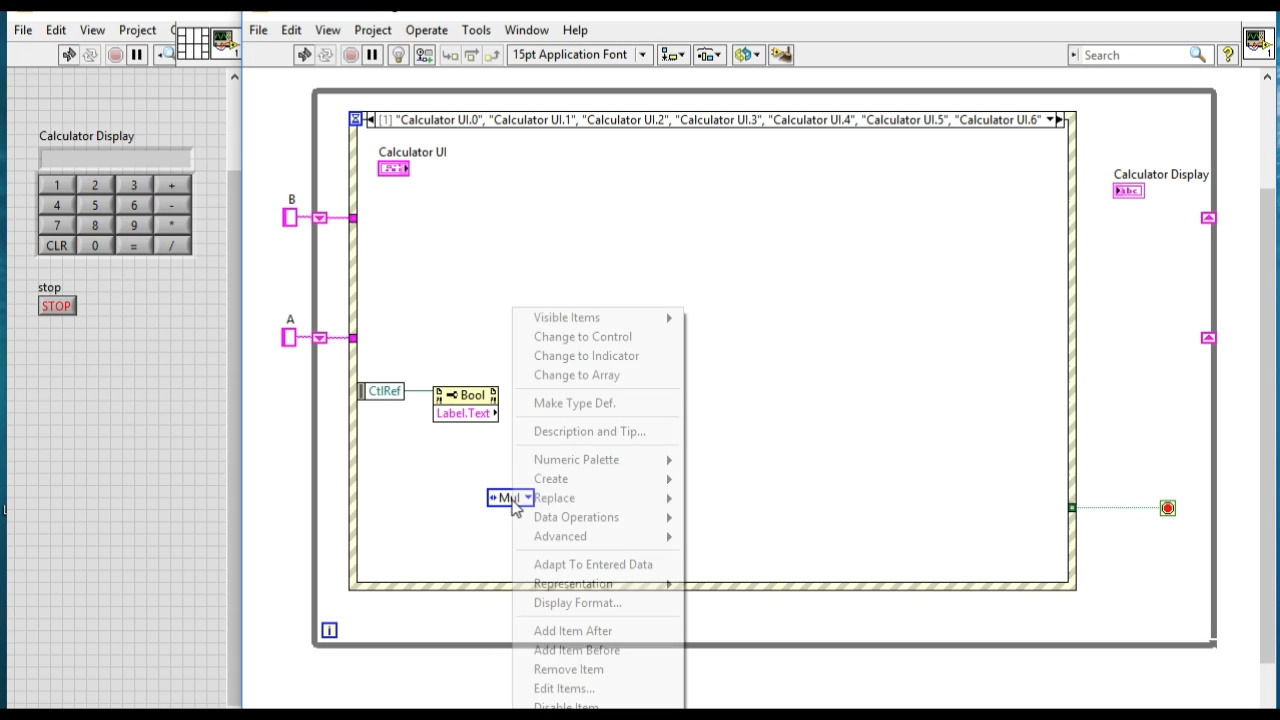 File Edit View Project
Calculator Display
1 2 3 +
4 5 6 -
7 8 9 *
CLR 0 = /
stop
STOP
File Edit View Project Operate Tools Window Help
15pt Application Font
Search
?
[1] "Calculator UI.0", "Calculator UI.1", "Calculator UI.2", "Calculator UI.3", "Calculator UI.4", "Calculator UI.5", "Calculator UI.6"
Calculator UI
Calculator Display
abc
B
A
CtlRef
Bool
Label.Text
Mul
i
Visible Items
Change to Control
Change to Indicator
Change to Array
Make Type Def.
Description and Tip...
Numeric Palette
Create
Replace
Data Operations
Advanced
Adapt To Entered Data
Representation
Display Format...
Add Item After
Add Item Before
Remove Item
Edit Items...
Disable Item